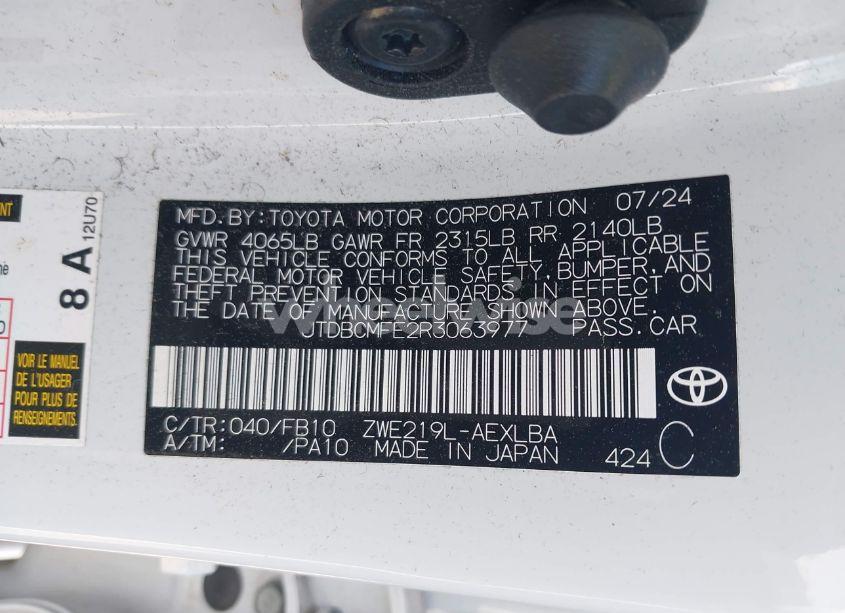 MFD. BY: TOYOTA MOTOR CORPORATION 07/24
GVWR 4065LB GAWR FR 2315LB RR 2140LB
THIS VEHICLE CONFORMS TO ALL APPLICABLE
FEDERAL MOTOR VEHICLE SAFETY, BUMPER, AND
THEFT PREVENTION STANDARDS IN EFFECT ON
THE DATE OF MANUFACTURE SHOWN ABOVE.
JTDBCMFE2R3063977 PASS. CAR
C/TR: 040/FB10 ZWE219L-AEXLBA
A/TM: /PA10 MADE IN JAPAN 424 C
8 A
12U70
VOIR LE MANUEL
DE L'USAGER
POUR PLUS DE
RENSEIGNEMENTS